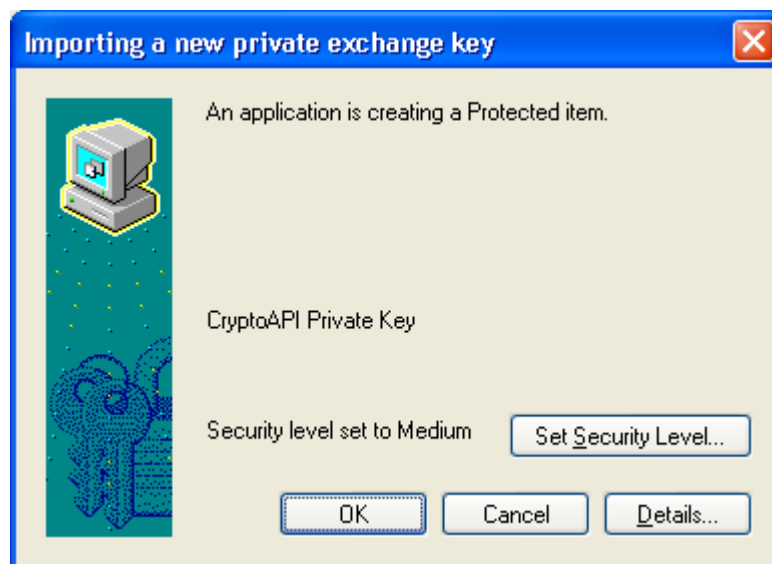 Importing a new private exchange key
An application is creating a Protected item.
CryptoAPI Private Key
Security level set to Medium
Set Security Level...
OK
Cancel
Details...